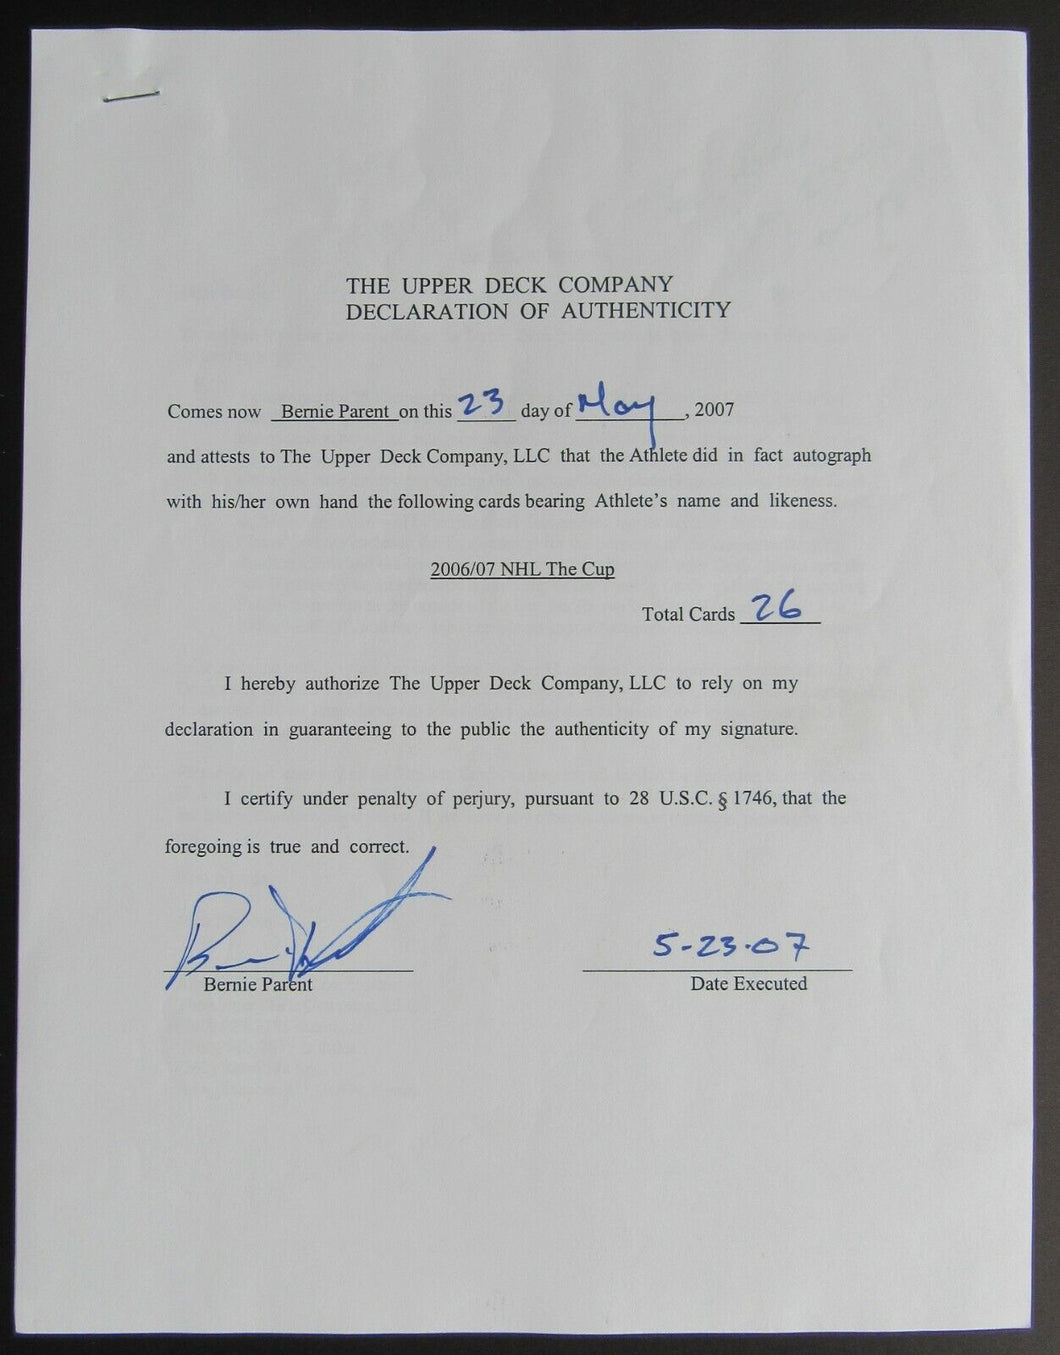 THE UPPER DECK COMPANY
DECLARATION OF AUTHENTICITY
Comes now Bernie Parent on this 23 day of May, 2007
and attests to The Upper Deck Company, LLC that the Athlete did in fact autograph
with his/her own hand the following cards bearing Athlete's name and likeness.
2006/07 NHL The Cup
Total Cards 26
I hereby authorize The Upper Deck Company, LLC to rely on my
declaration in guaranteeing to the public the authenticity of my signature.
I certify under penalty of perjury, pursuant to 28 U.S.C. § 1746, that the
foregoing is true and correct.
5-23-07
Bernie Parent Date Executed